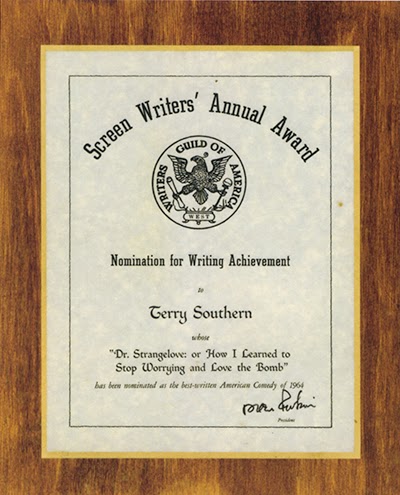 Screen Writers' Annual Award
WRITERS GUILD OF AMERICA
WEST
Nomination for Writing Achievement
to
Terry Southern
whose
"Dr. Strangelove: or How I Learned to
Stop Worrying and Love the Bomb"
has been nominated as the best-written American Comedy of 1964
President